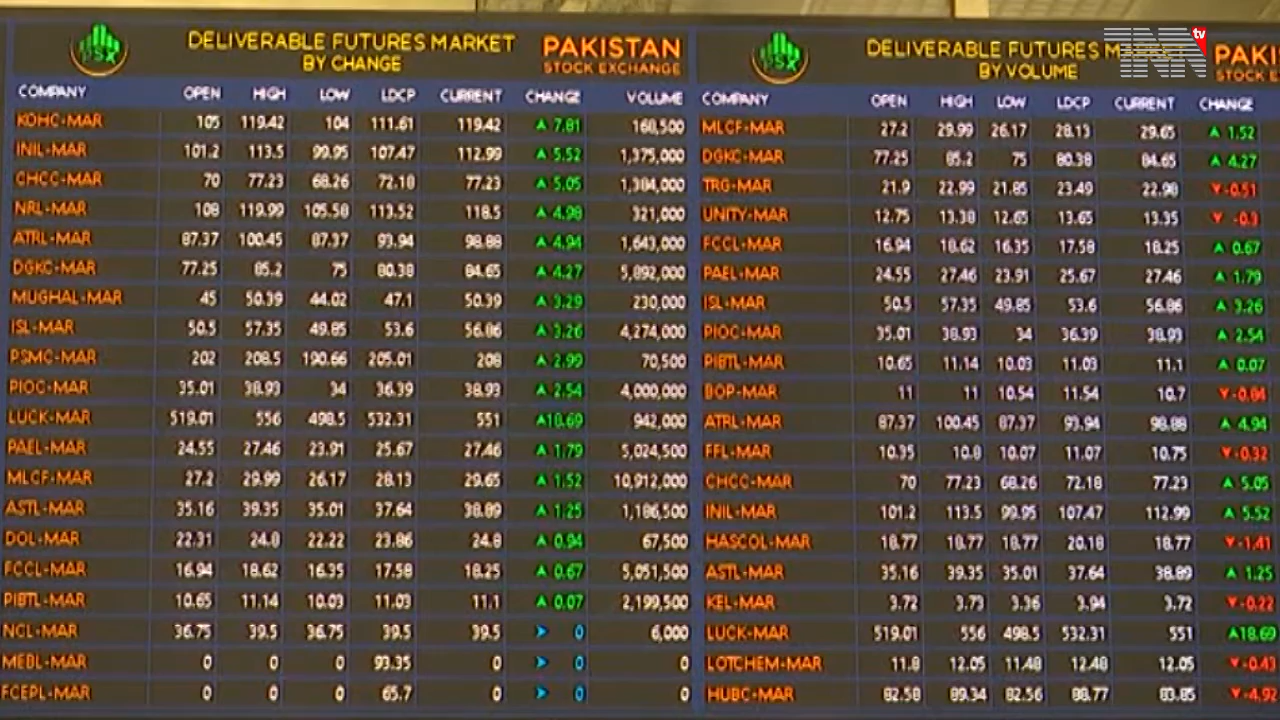 DELIVERABLE FUTURES MARKET
BY CHANGE
PAKISTAN
STOCK EXCHANGE
PSX
COMPANY OPEN HIGH LOW LDCP CURRENT CHANGE VOLUME
KOHC-MAR 105 119.42 104 111.61 119.42 ▲ 7.81 160,500
INIL-MAR 101.2 113.5 99.95 107.47 112.99 ▲ 5.52 1,375,000
CHCC-MAR 70 77.23 68.26 72.18 77.23 ▲ 5.05 1,384,000
NRL-MAR 108 119.99 105.58 113.52 118.5 ▲ 4.98 321,000
ATRL-MAR 87.37 100.45 87.37 93.94 98.88 ▲ 4.94 1,643,000
DGKC-MAR 77.25 85.2 75 80.38 84.65 ▲ 4.27 5,892,000
MUGHAL-MAR 45 50.39 44.02 47.1 50.39 ▲ 3.29 230,000
ISL-MAR 50.5 57.35 49.85 53.6 56.86 ▲ 3.26 4,274,000
PSMC-MAR 202 208.5 190.66 205.01 208 ▲ 2.99 70,500
PIOC-MAR 35.01 38.93 34 36.39 38.93 ▲ 2.54 4,000,000
LUCK-MAR 519.01 556 498.5 532.31 551 ▲18.69 942,000
PAEL-MAR 24.55 27.46 23.91 25.67 27.46 ▲ 1.79 5,024,500
MLCF-MAR 27.2 29.99 26.17 28.13 29.65 ▲ 1.52 10,912,000
ASTL-MAR 35.16 39.35 35.01 37.64 38.89 ▲ 1.25 1,186,500
DOL-MAR 22.31 24.8 22.22 23.86 24.8 ▲ 0.94 67,500
FCCL-MAR 16.94 18.62 16.35 17.58 18.25 ▲ 0.67 5,051,500
PIBTL-MAR 10.65 11.14 10.03 11.03 11.1 ▲ 0.07 2,199,500
NCL-MAR 36.75 39.5 36.75 39.5 39.5 ➤ 0 6,000
MEBL-MAR 0 0 0 93.35 0 ➤ 0 0
FCEPL-MAR 0 0 0 65.7 0 ➤ 0 0
DELIVERABLE FUTURES MARKET
BY VOLUME
INN tv
PAKIS
STOCK E
PSX
COMPANY OPEN HIGH LOW LDCP CURRENT CHANGE
MLCF-MAR 27.2 29.99 26.17 28.13 29.65 ▲ 1.52
DGKC-MAR 77.25 85.2 75 80.38 84.65 ▲ 4.27
TRG-MAR 21.9 22.99 21.85 23.49 22.98 ▼-0.51
UNITY-MAR 12.75 13.38 12.65 13.65 13.35 ▼ -0.3
FCCL-MAR 16.94 18.62 16.35 17.58 18.25 ▲ 0.67
PAEL-MAR 24.55 27.46 23.91 25.67 27.46 ▲ 1.79
ISL-MAR 50.5 57.35 49.85 53.6 56.86 ▲ 3.26
PIOC-MAR 35.01 38.93 34 36.39 38.93 ▲ 2.54
PIBTL-MAR 10.65 11.14 10.03 11.03 11.1 ▲ 0.07
BOP-MAR 11 11 10.54 11.54 10.7 ▼-0.84
ATRL-MAR 87.37 100.45 87.37 93.94 98.88 ▲ 4.94
FFL-MAR 10.35 10.8 10.07 11.07 10.75 ▼-0.32
CHCC-MAR 70 77.23 68.26 72.18 77.23 ▲ 5.05
INIL-MAR 101.2 113.5 99.95 107.47 112.99 ▲ 5.52
HASCOL-MAR 18.77 18.77 18.77 20.18 18.77 ▼-1.41
ASTL-MAR 35.16 39.35 35.01 37.64 38.89 ▲ 1.25
KEL-MAR 3.72 3.73 3.36 3.94 3.72 ▼-0.22
LUCK-MAR 519.01 556 498.5 532.31 551 ▲18.69
LOTCHEM-MAR 11.8 12.05 11.48 12.48 12.05 ▼-0.43
HUBC-MAR 82.58 89.34 82.56 88.77 83.85 ▼-4.92